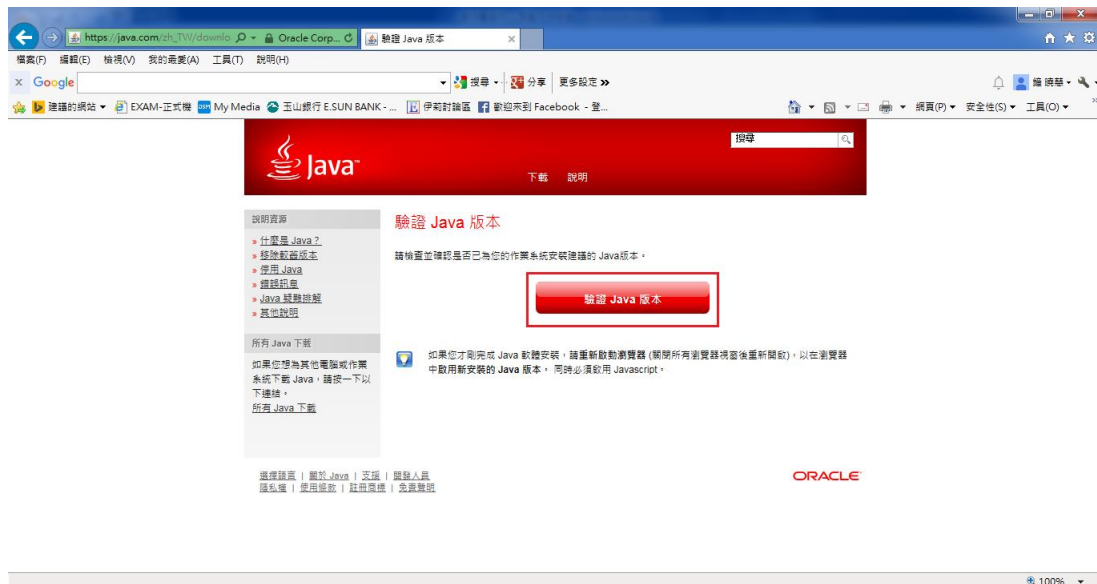 https://java.com/zh_TW/downlo
Oracle Corp...
驗證 Java 版本
檔案(F) 編輯(E) 檢視(V) 我的最愛(A) 工具(T) 說明(H)
x Google 搜尋 分享 更多設定 »
建議的網站 EXAM-正式機 My Media 玉山銀行 E.SUN BANK - ... 伊莉討論區 歡迎來到 Facebook - 登... 網頁(P) 安全性(S) 工具(O) »
Java™
搜尋
下載 說明
說明資源
» 什麼是 Java？
» 移除較舊版本
» 使用 Java
» 錯誤訊息
» Java 疑難排解
» 其他說明
所有 Java 下載
如果您想為其他電腦或作業
系統下載 Java，請按一下以
下連結。
所有 Java 下載
驗證 Java 版本
請檢查並確認是否已為您的作業系統安裝建議的 Java版本。
驗證 Java 版本
如果您才剛完成 Java 軟體安裝，請重新啟動瀏覽器 (關閉所有瀏覽器視窗後重新開啟)，以在瀏覽器
中啟用新安裝的 Java 版本。 同時必須啟用 Javascript。
選擇語言 | 關於 Java | 支援 | 開發人員
隱私權 | 使用條款 | 註冊商標 | 免責聲明
ORACLE
100%